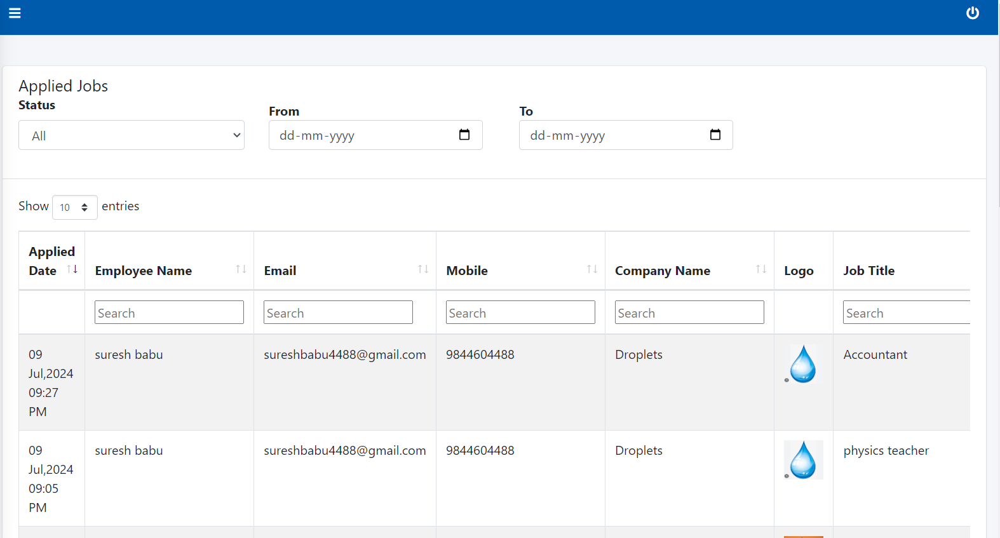 Applied Jobs
Status
From
To
All
dd-mm-yyyy
dd-mm-yyyy
Show 10 entries
Applied
Date
Employee Name
Email
Mobile
Company Name
Logo
Job Title
Search
Search
Search
Search
Search
09
Jul,2024
09:27
PM
suresh babu
sureshbabu4488@gmail.com
9844604488
Droplets
Accountant
09
Jul,2024
09:05
PM
suresh babu
sureshbabu4488@gmail.com
9844604488
Droplets
physics teacher